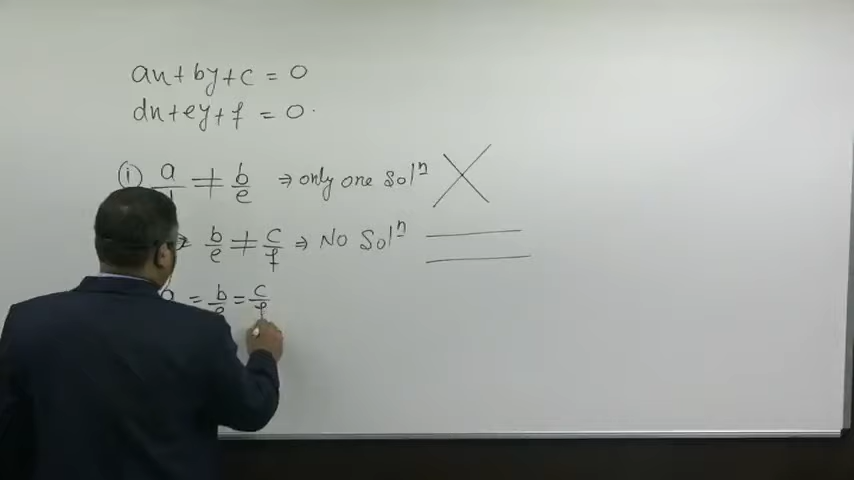 an+by+c = 0
dn+ey+f = 0.
(i) a/d ≠ b/e ⇒ only one Solⁿ
= b/e ≠ c/f ⇒ No Solⁿ
= b/e = c/f